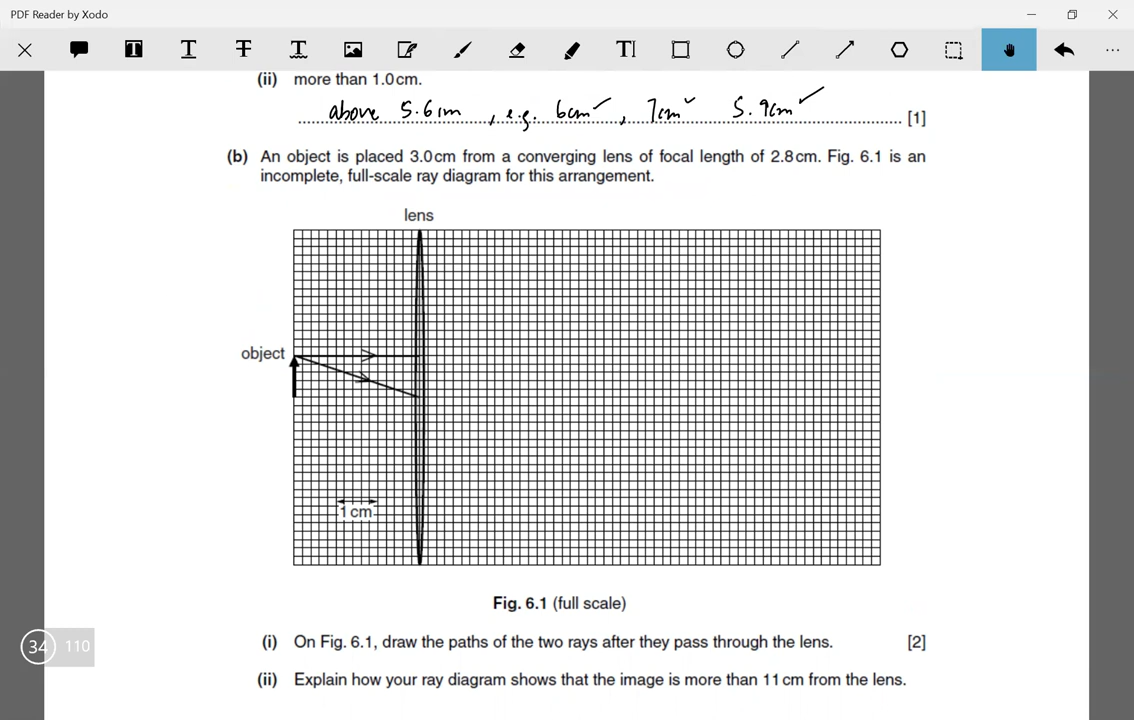 PDF Reader by Xodo
(ii) more than 1.0 cm.
above 5.6cm , e.g. 6cm ✓ , 7cm ✓ 5.9cm ✓ [1]
(b) An object is placed 3.0 cm from a converging lens of focal length of 2.8 cm. Fig. 6.1 is an
incomplete, full-scale ray diagram for this arrangement.
lens
object
1 cm
Fig. 6.1 (full scale)
(i) On Fig. 6.1, draw the paths of the two rays after they pass through the lens. [2]
34 110
(ii) Explain how your ray diagram shows that the image is more than 11 cm from the lens.